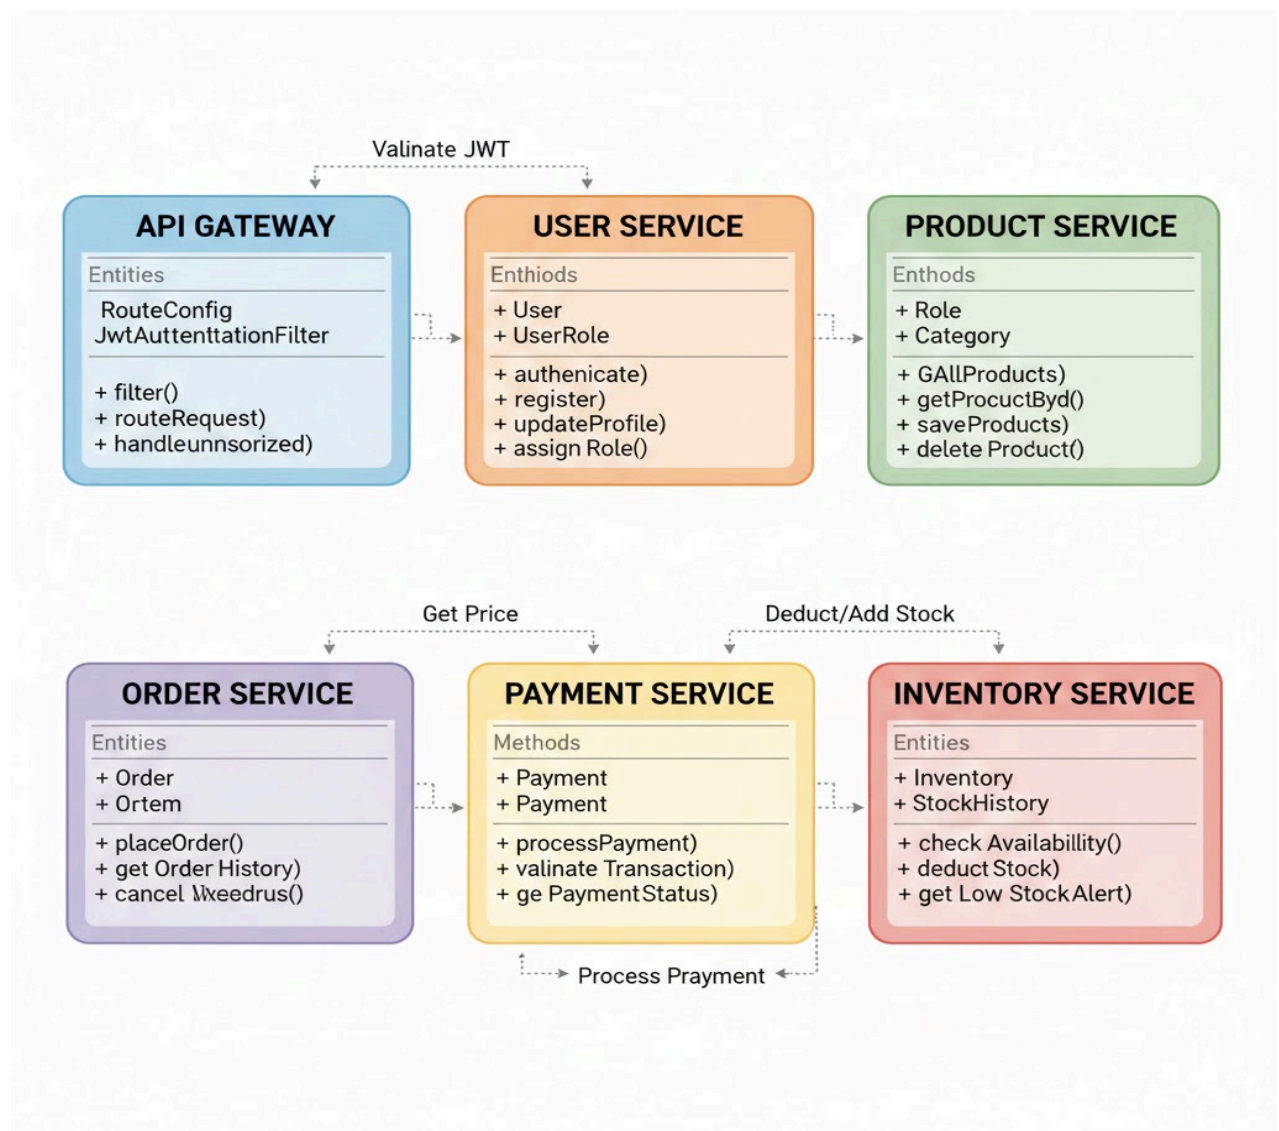 Valinate JWT
API GATEWAY
Entities
RouteConfig
JwtAuttenttationFilter
+ filter()
+ routeRequest)
+ handleunnsorized)
USER SERVICE
Enthiods
+ User
+ UserRole
+ authenicate)
+ register)
+ updateProfile)
+ assign Role()
PRODUCT SERVICE
Enthods
+ Role
+ Category
+ GAllProducts)
+ getProcuctByd()
+ saveProducts)
+ delete Product()
Get Price
Deduct/Add Stock
ORDER SERVICE
Entities
+ Order
+ Ortem
+ placeOrder()
+ get Order History)
+ cancel
PAYMENT SERVICE
Methods
+ Payment
+ Payment
+ processPayment)
+ valinate Transaction)
+ ge PaymentStatus)
INVENTORY SERVICE
Entities
+ Inventory
+ StockHistory
+ check Availabillity()
+ deduct Stock)
+ get Low StockAlert)
Process Prayment